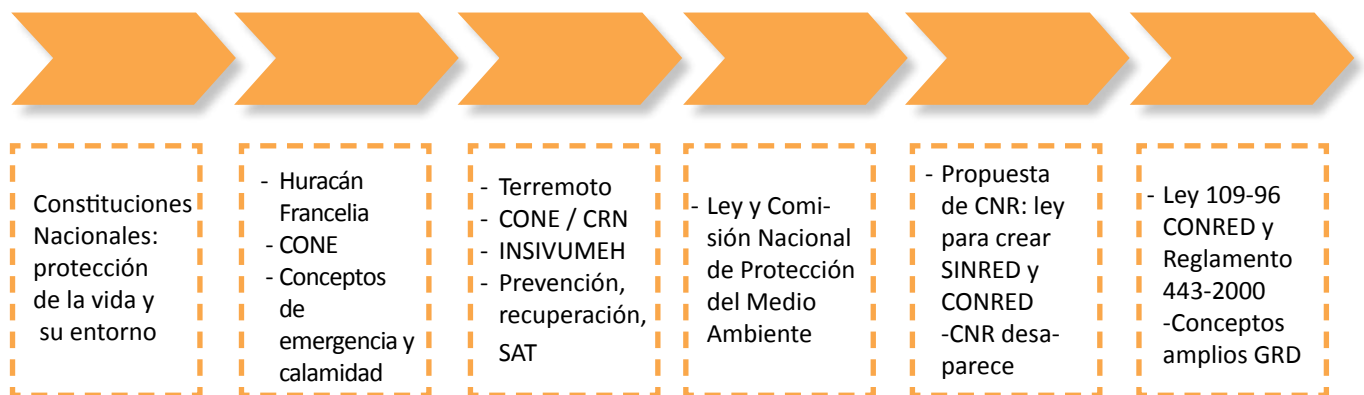 Constituciones
Nacionales:
protección
de la vida y
su entorno
- Huracán
Francelia
- CONE
- Conceptos
de
emergencia y
calamidad
- Terremoto
- CONE / CRN
- INSIVUMEH
- Prevención,
recuperación,
SAT
- Ley y Comi-
sión Nacional
de Protección
del Medio
Ambiente
- Propuesta
de CNR: ley
para crear
SINRED y
CONRED
-CNR desa-
parece
- Ley 109-96
CONRED y
Reglamento
443-2000
-Conceptos
amplios GRD